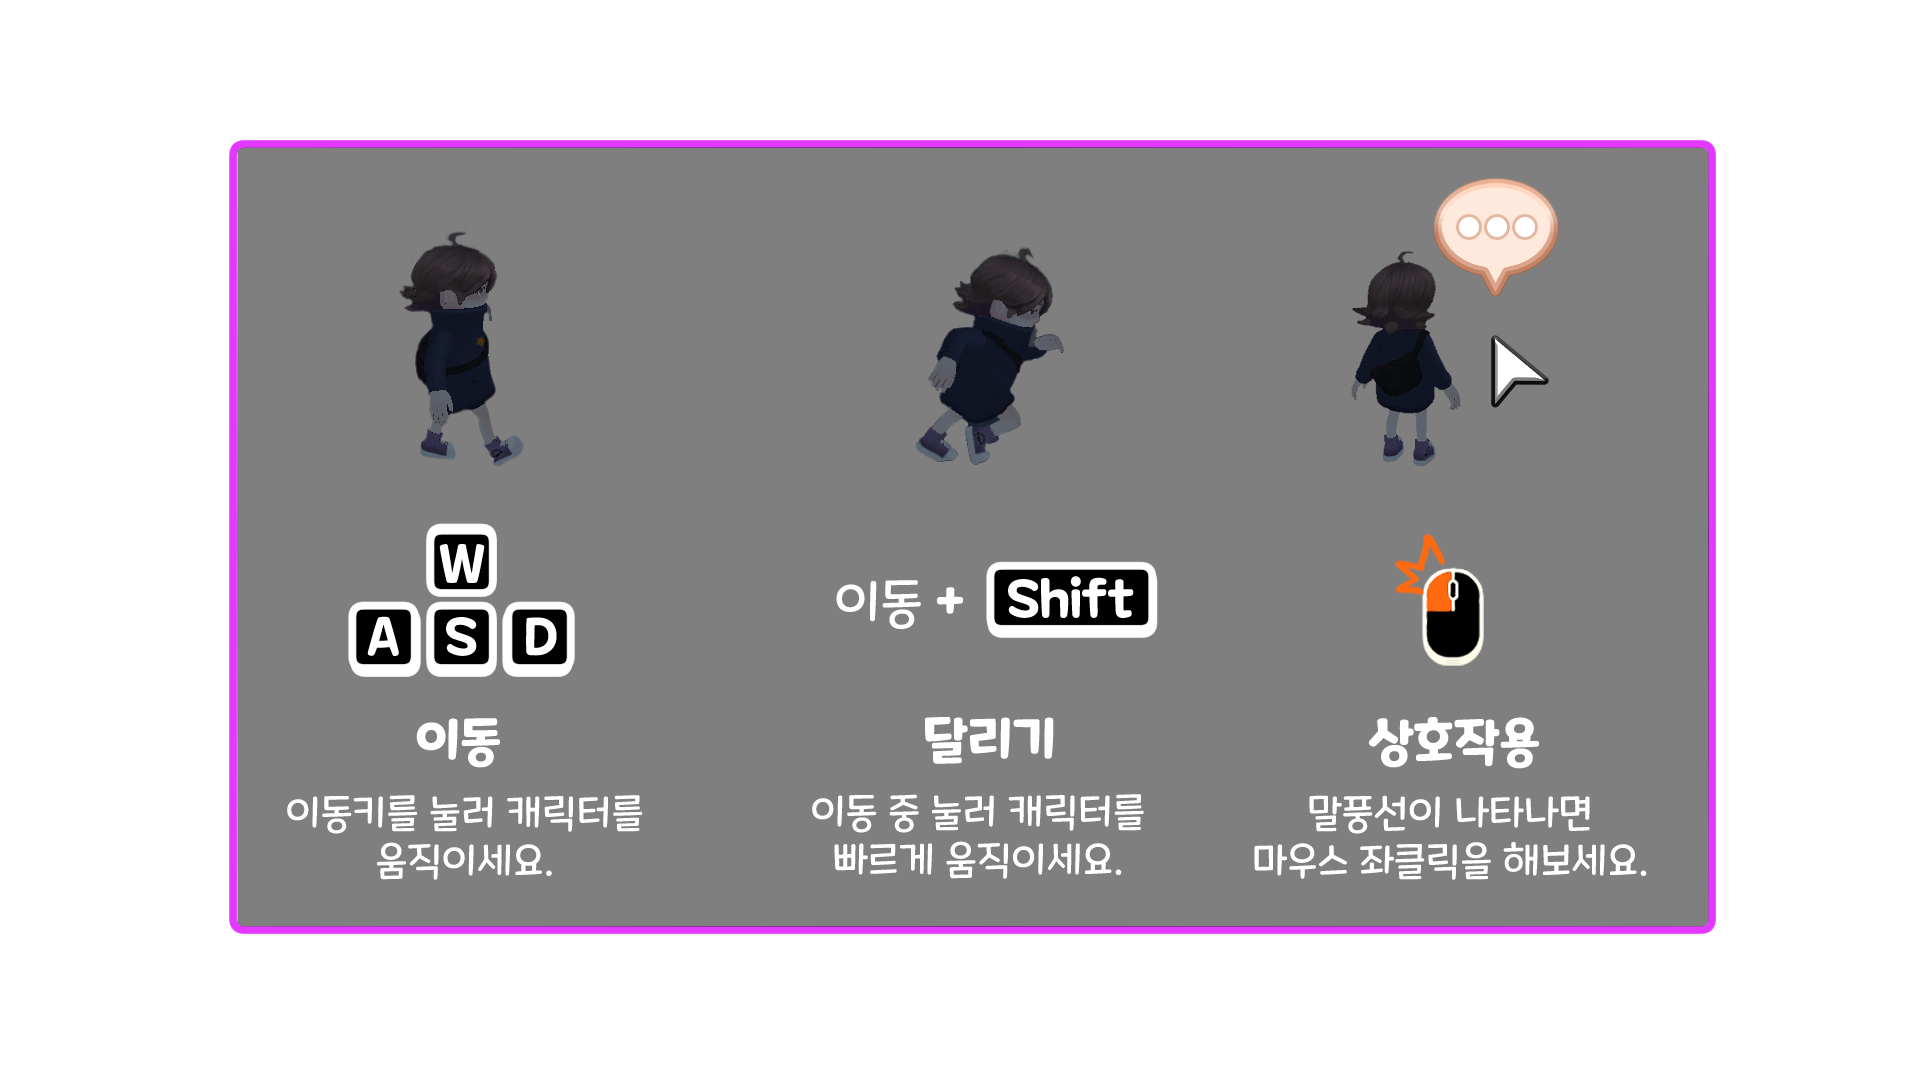 W
A S D
이동
이동키를 눌러 캐릭터를
움직이세요.
이동 + Shift
달리기
이동 중 눌러 캐릭터를
빠르게 움직이세요.
상호작용
말풍선이 나타나면
마우스 좌클릭을 해보세요.